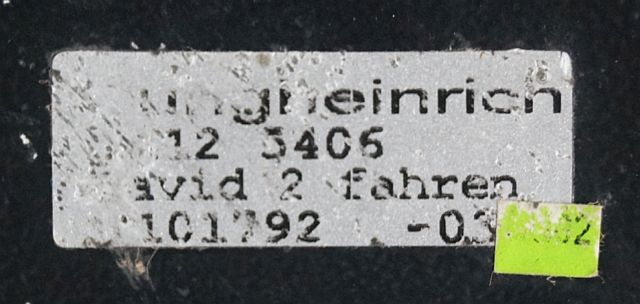 ungheinrich
12 5406
avid 2 fahren
101792 -03